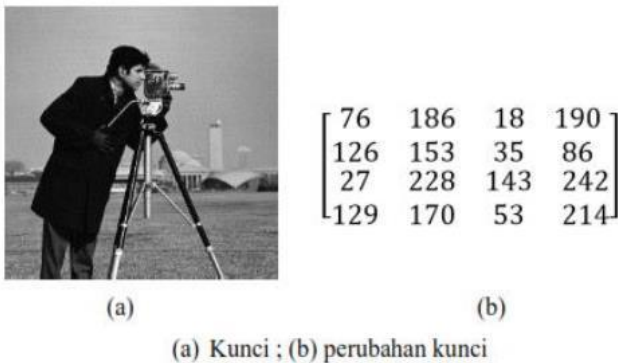 76 186 18 190
126 153 35 86
27 228 143 242
129 170 53 214
(a) (b)
(a) Kunci ; (b) perubahan kunci